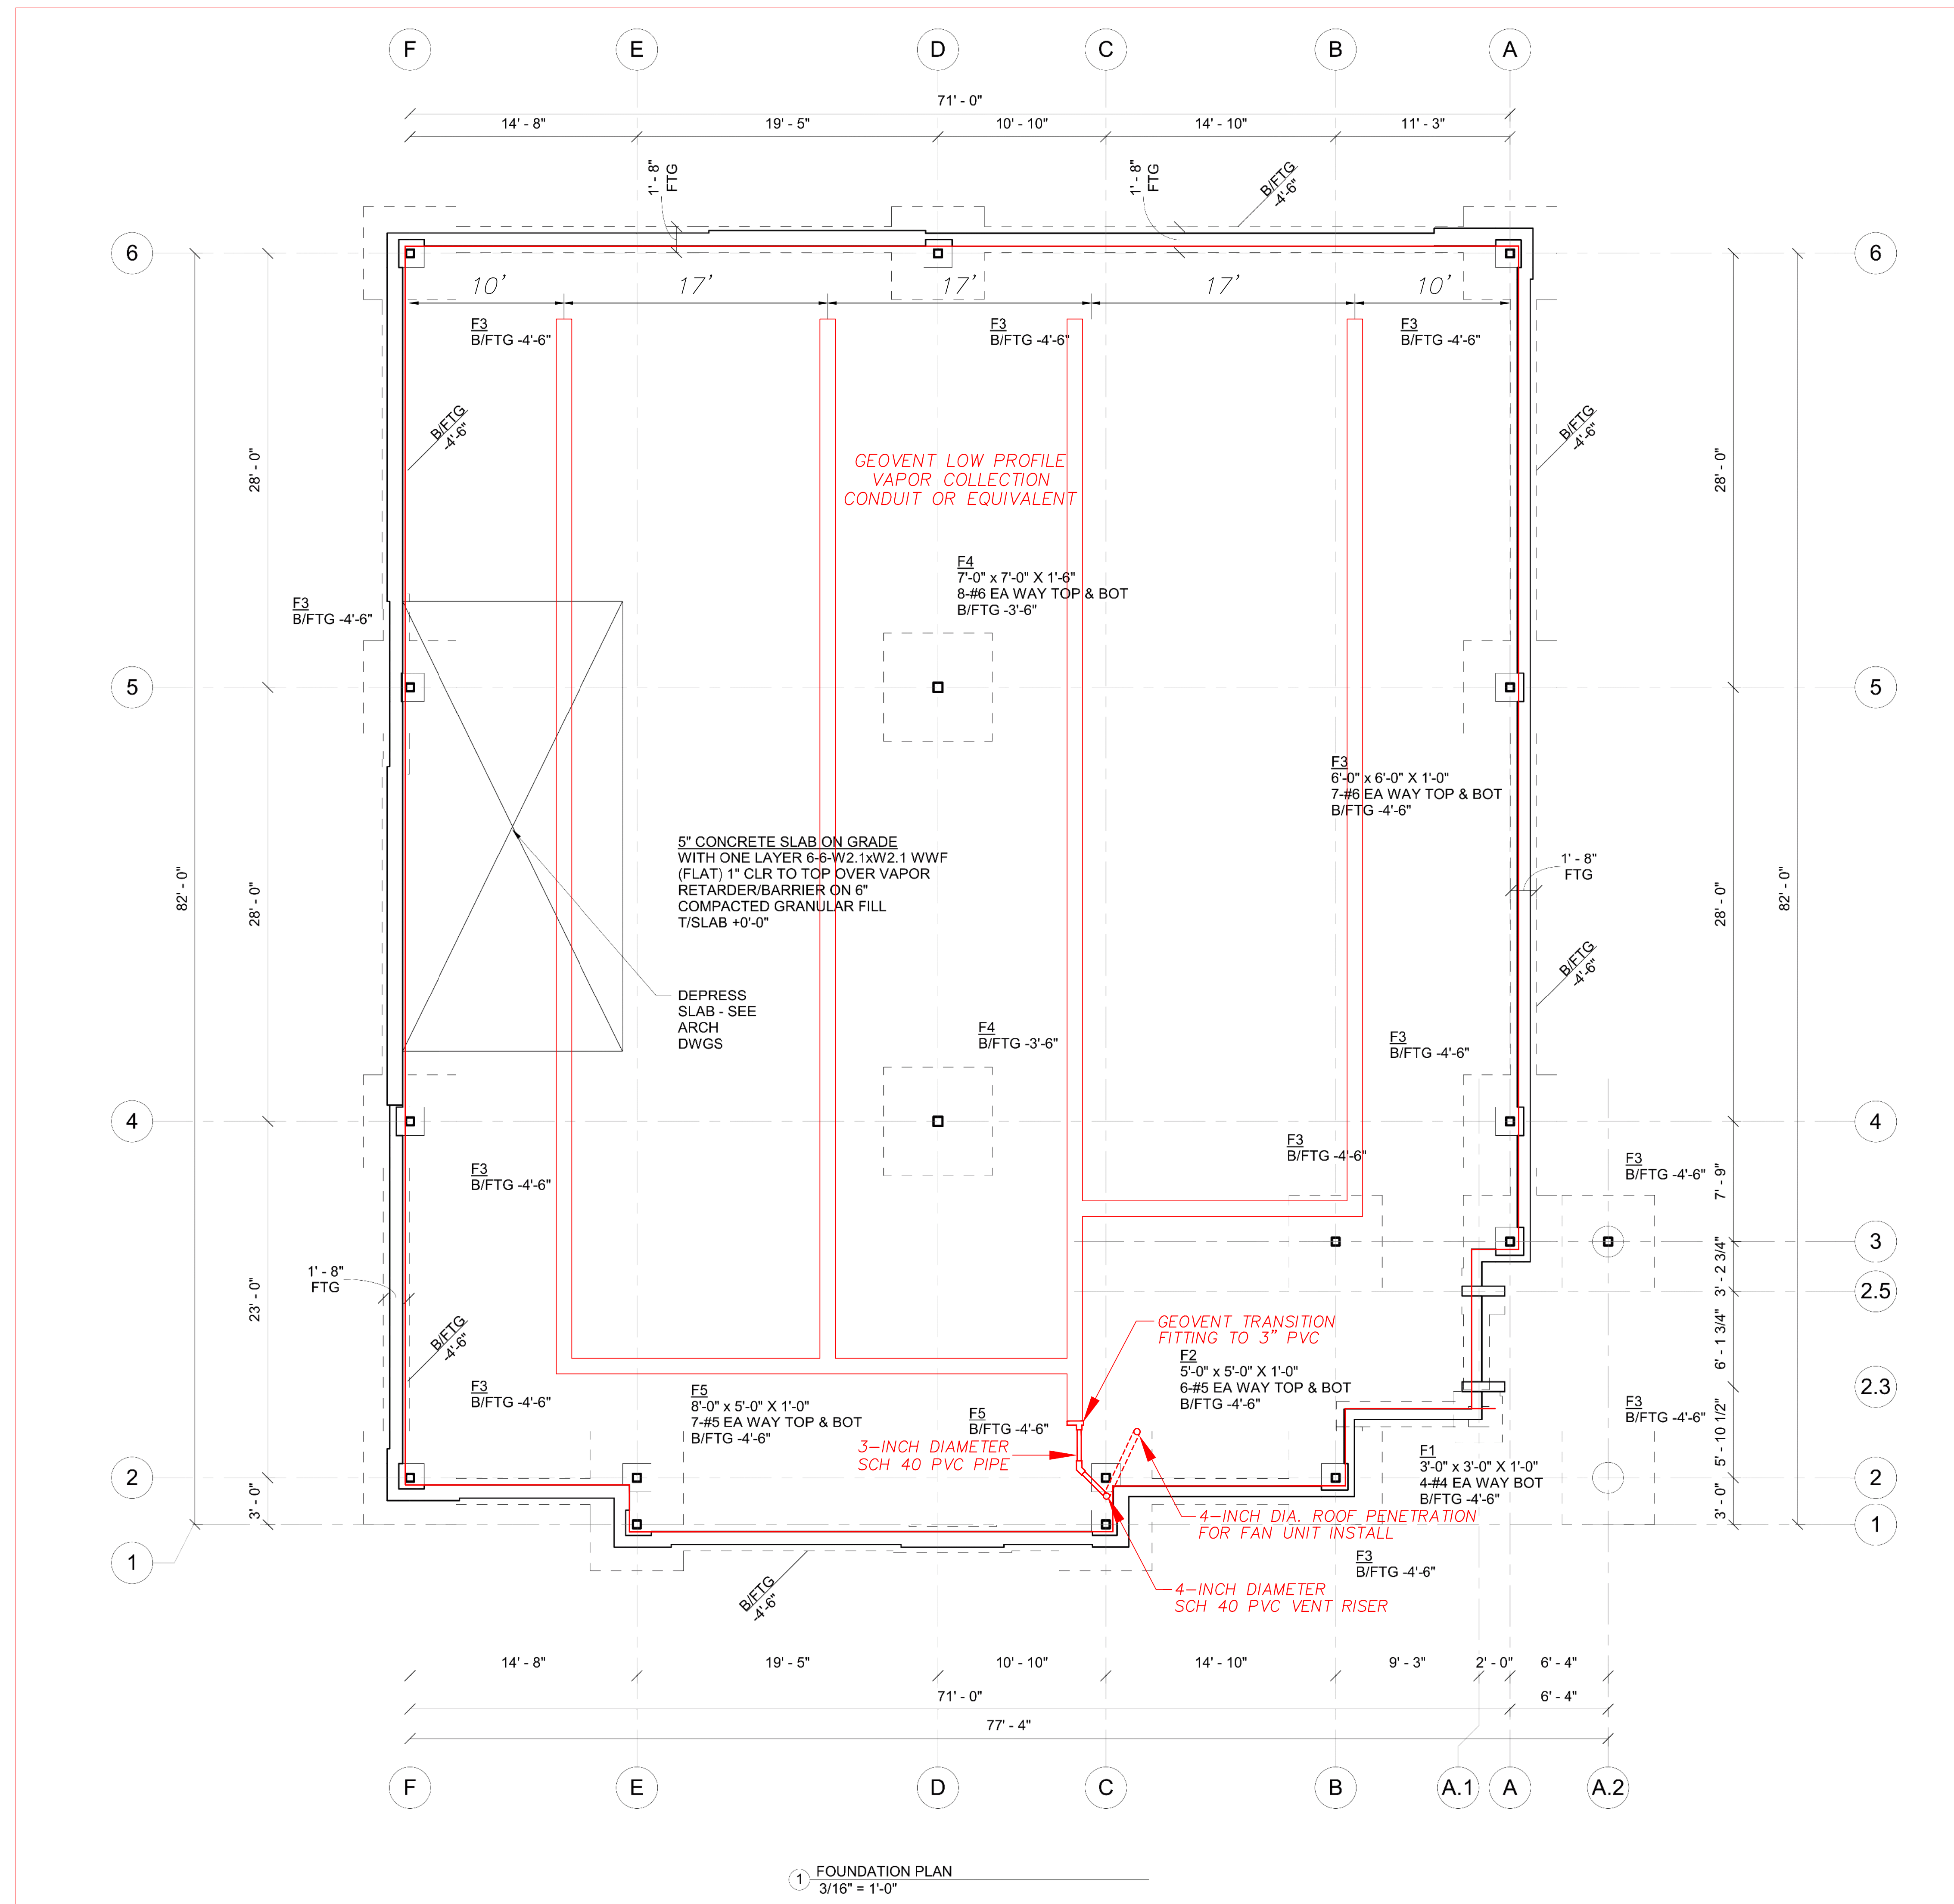 F
E
D
C
B
A
71' - 0"
14' - 8"
19' - 5"
10' - 10"
14' - 10"
11' - 3"
1' - 8"
FTG
1' - 8"
FTG
B/FTG
-4'-6"
6
6
10'
17'
17'
17'
10'
F3
B/FTG -4'-6"
F3
B/FTG -4'-6"
F3
B/FTG -4'-6"
B/FTG
-4'-6"
B/FTG
-4'-6"
28' - 0"
28' - 0"
GEOVENT LOW PROFILE
VAPOR COLLECTION
CONDUIT OR EQUIVALENT
F4
7'-0" x 7'-0" X 1'-6"
8-#6 EA WAY TOP & BOT
B/FTG -3'-6"
F3
B/FTG -4'-6"
5
5
F3
6'-0" x 6'-0" X 1'-0"
7-#6 EA WAY TOP & BOT
B/FTG -4'-6"
5" CONCRETE SLAB ON GRADE
WITH ONE LAYER 6-6-W2.1xW2.1 WWF
(FLAT) 1" CLR TO TOP OVER VAPOR
RETARDER/BARRIER ON 6"
COMPACTED GRANULAR FILL
T/SLAB +0'-0"
1' - 8"
FTG
82' - 0"
28' - 0"
28' - 0"
82' - 0"
B/FTG
-4'-6"
DEPRESS
SLAB - SEE
ARCH
DWGS
F4
B/FTG -3'-6"
F3
B/FTG -4'-6"
4
4
F3
B/FTG -4'-6"
F3
B/FTG -4'-6"
F3
B/FTG -4'-6"
7' - 9"
3
1' - 8"
FTG
23' - 0"
3' - 2 3/4"
2.5
B/FTG
-4'-6"
GEOVENT TRANSITION
FITTING TO 3" PVC
6' - 1 3/4"
F2
5'-0" x 5'-0" X 1'-0"
6-#5 EA WAY TOP & BOT
B/FTG -4'-6"
2.3
F3
B/FTG -4'-6"
F5
8'-0" x 5'-0" X 1'-0"
7-#5 EA WAY TOP & BOT
B/FTG -4'-6"
F5
B/FTG -4'-6"
F3
B/FTG -4'-6"
5' - 10 1/2"
3-INCH DIAMETER
SCH 40 PVC PIPE
F1
3'-0" x 3'-0" X 1'-0"
4-#4 EA WAY BOT
B/FTG -4'-6"
2
2
3' - 0"
3' - 0"
4-INCH DIA. ROOF PENETRATION
FOR FAN UNIT INSTALL
1
1
F3
B/FTG -4'-6"
B/FTG
-4'-6"
4-INCH DIAMETER
SCH 40 PVC VENT RISER
14' - 8"
19' - 5"
10' - 10"
14' - 10"
9' - 3"
2' - 0"
6' - 4"
71' - 0"
6' - 4"
77' - 4"
F
E
D
C
B
A.1
A
A.2
1
FOUNDATION PLAN
3/16" = 1'-0"